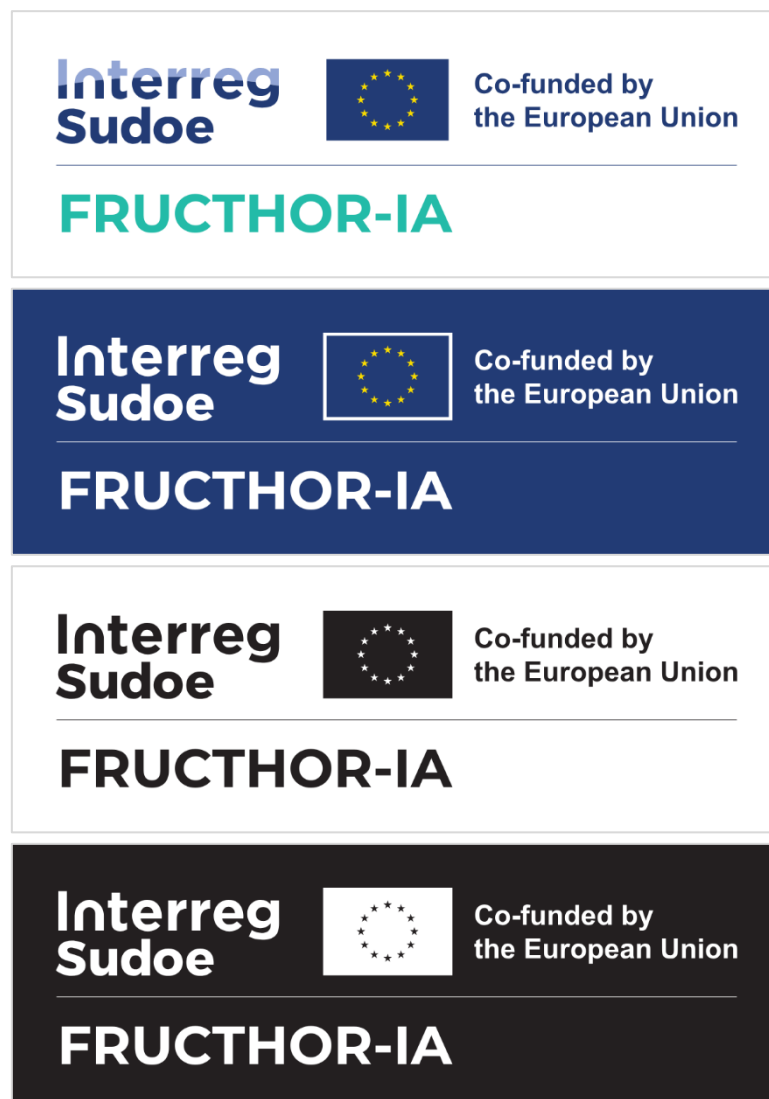 Interreg
Sudoe
Co-funded by
the European Union
FRUCTHOR-IA
Interreg
Sudoe
Co-funded by
the European Union
FRUCTHOR-IA
Interreg
Sudoe
Co-funded by
the European Union
FRUCTHOR-IA
Interreg
Sudoe
Co-funded by
the European Union
FRUCTHOR-IA